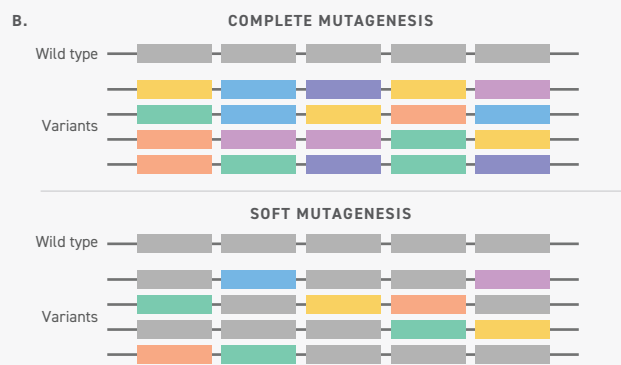 B.
COMPLETE MUTAGENESIS
Wild type
Variants
SOFT MUTAGENESIS
Wild type
Variants